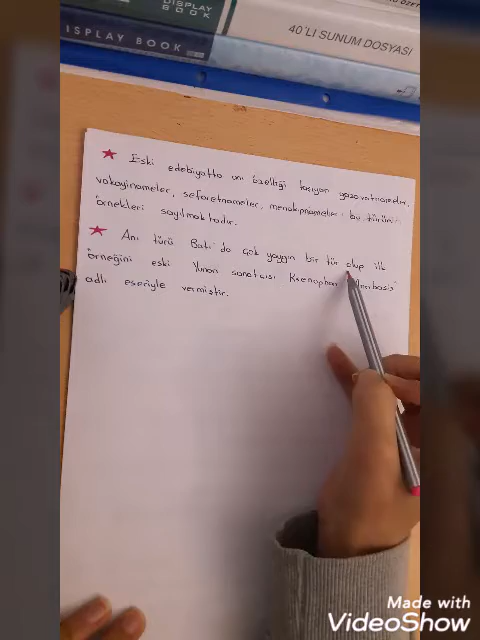 DISPLAY
BOOK
DISPLAY BOOK
40'LI SUNUM DOSYASI
★ Eski edebiyatta anı özelliği taşıyan gazavatnameler,
vakayinameler, sefaretnameler, menakıpnameler bu türün
örnekleri sayılmaktadır.
★ Anı türü Batı'da çok yaygın bir tür olup ilk
örneğini eski Yunan sanatçısı Ksenophon "Anabasis"
adlı eseriyle vermiştir.
Made with
VideoShow